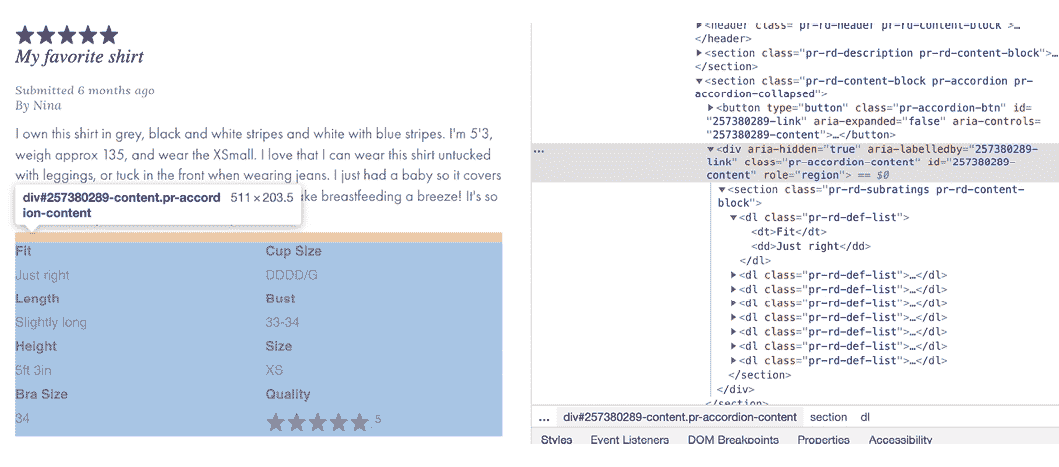 My favorite shirt
Submitted 6 months ago
By Nina
I own this shirt in grey, black and white stripes and white with blue stripes. I'm 5'3,
weigh approx 135, and wear the XSmall. I love that I can wear this shirt untucked
with leggings, or tuck in the front when wearing jeans. I just had a baby so it covers
ake breastfeeding a breeze! It's so
div#257380289-content.pr-accord 511 × 203.5
ion-content
Fit Cup Size
Just right DDDD/G
Length Bust
Slightly long 33-34
Height Size
5ft 3in XS
Bra Size Quality
34 5
▸<header class="pr-rd-header pr-rd-content-block">…
</header>
▸<section class="pr-rd-description pr-rd-content-block">…
</section>
▾<section class="pr-rd-content-block pr-accordion pr-
accordion-collapsed">
▸<button type="button" class="pr-accordion-btn" id=
"257380289-link" aria-expanded="false" aria-controls=
"257380289-content">…</button>
… ▾<div aria-hidden="true" aria-labelledby="257380289-
link" class="pr-accordion-content" id="257380289-
content" role="region"> == $0
▾<section class="pr-rd-subratings pr-rd-content-
block">
▾<dl class="pr-rd-def-list">
<dt>Fit</dt>
<dd>Just right</dd>
</dl>
▸<dl class="pr-rd-def-list">…</dl>
▸<dl class="pr-rd-def-list">…</dl>
▸<dl class="pr-rd-def-list">…</dl>
▸<dl class="pr-rd-def-list">…</dl>
▸<dl class="pr-rd-def-list">…</dl>
▸<dl class="pr-rd-def-list">…</dl>
▸<dl class="pr-rd-def-list">…</dl>
</section>
</div>
</section>
… div#257380289-content.pr-accordion-content section dl
Styles Event Listeners DOM Breakpoints Properties Accessibility